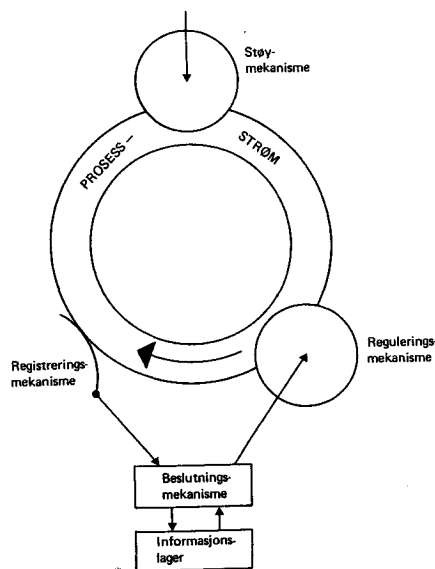 Støy-
mekanisme
PROSESS –
STRØM
Registrerings-
mekanisme
Regulerings-
mekanisme
Beslutnings-
mekanisme
Informasjons-
lager